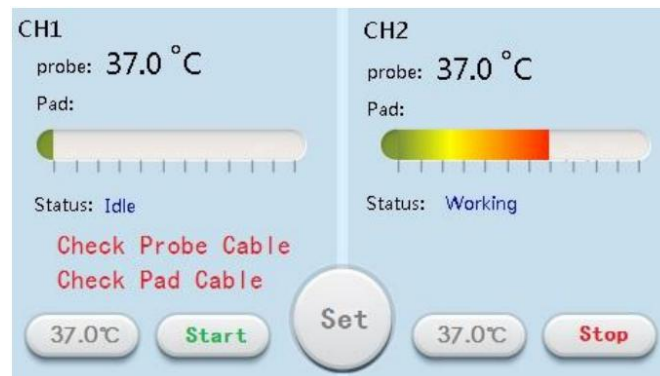 CH1
probe: 37.0 °C
Pad:
Status: Idle
Check Probe Cable
Check Pad Cable
37.0℃
Start
Set
CH2
probe: 37.0 °C
Pad:
Status: Working
37.0℃
Stop